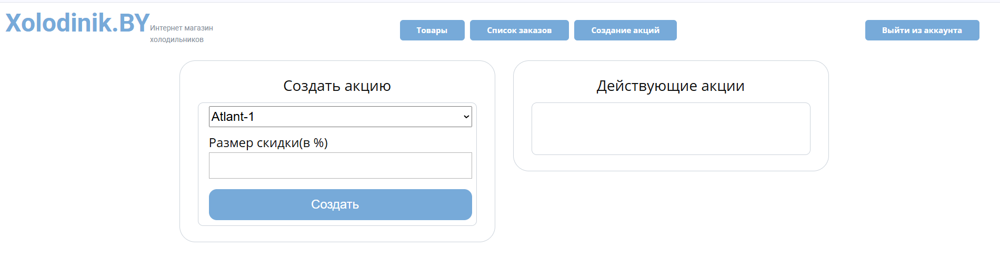 Xolodinik.BY
Интернет магазин
холодильников
Товары
Список заказов
Создание акций
Выйти из аккаунта
Создать акцию
Atlant-1
Размер скидки(в %)
Создать
Действующие акции